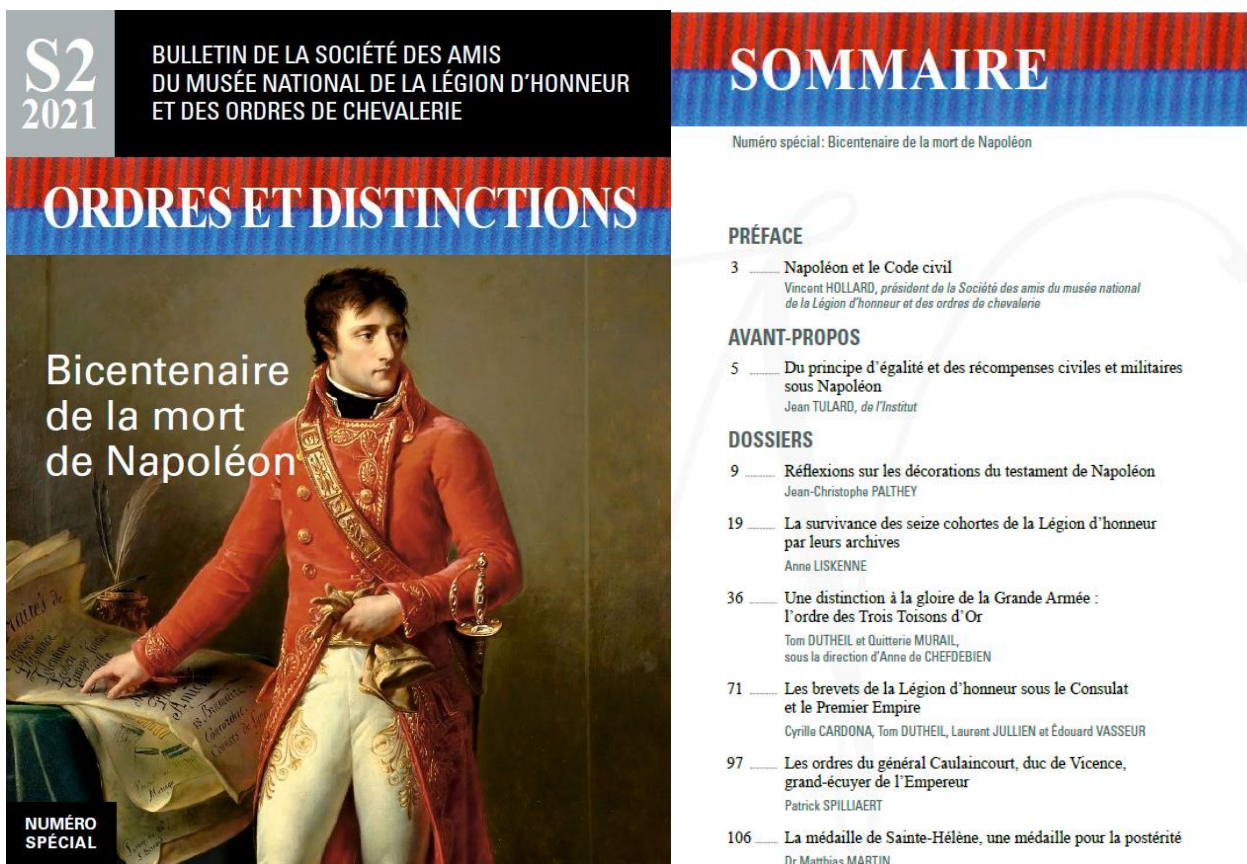 S2
2021
BULLETIN DE LA SOCIÉTÉ DES AMIS
DU MUSÉE NATIONAL DE LA LÉGION D'HONNEUR
ET DES ORDRES DE CHEVALERIE
ORDRES ET DISTINCTIONS
Bicentenaire
de la mort
de Napoléon
NUMÉRO
SPÉCIAL
SOMMAIRE
Numéro spécial : Bicentenaire de la mort de Napoléon
PRÉFACE
3 Napoléon et le Code civil
Vincent HOLLARD, président de la Société des amis du musée national
de la Légion d'honneur et des ordres de chevalerie
AVANT-PROPOS
5 Du principe d'égalité et des récompenses civiles et militaires
sous Napoléon
Jean TULARD, de l'Institut
DOSSIERS
9 Réflexions sur les décorations du testament de Napoléon
Jean-Christophe PALTHEY
19 La survivance des seize cohortes de la Légion d'honneur
par leurs archives
Anne LISKENNE
36 Une distinction à la gloire de la Grande Armée :
l'ordre des Trois Toisons d'Or
Tom DUTHEIL et Quitterie MURAIL,
sous la direction d'Anne de CHEFDEBIEN
71 Les brevets de la Légion d'honneur sous le Consulat
et le Premier Empire
Cyrille CARDONA, Tom DUTHEIL, Laurent JULLIEN et Édouard VASSEUR
97 Les ordres du général Caulaincourt, duc de Vicence,
grand-écuyer de l'Empereur
Patrick SPILLIAERT
106 La médaille de Sainte-Hélène, une médaille pour la postérité
Dr Matthias MARTIN